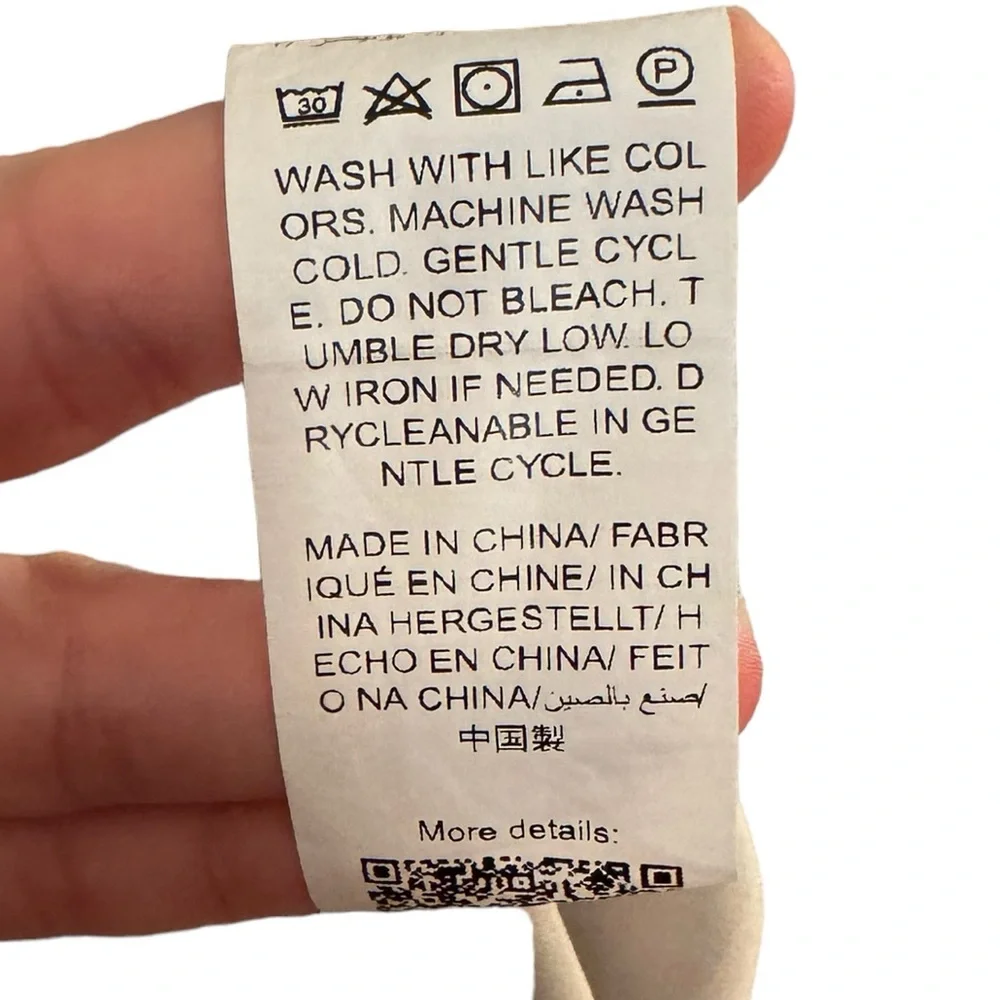 30 P
WASH WITH LIKE COL
ORS. MACHINE WASH
COLD. GENTLE CYCL
E. DO NOT BLEACH. T
UMBLE DRY LOW. LO
W IRON IF NEEDED. D
RYCLEANABLE IN GE
NTLE CYCLE.
MADE IN CHINA/ FABR
IQUÉ EN CHINE/ IN CH
INA HERGESTELLT/ H
ECHO EN CHINA/ FEIT
O NA CHINA/صنع بالصين/
中国製
More details: